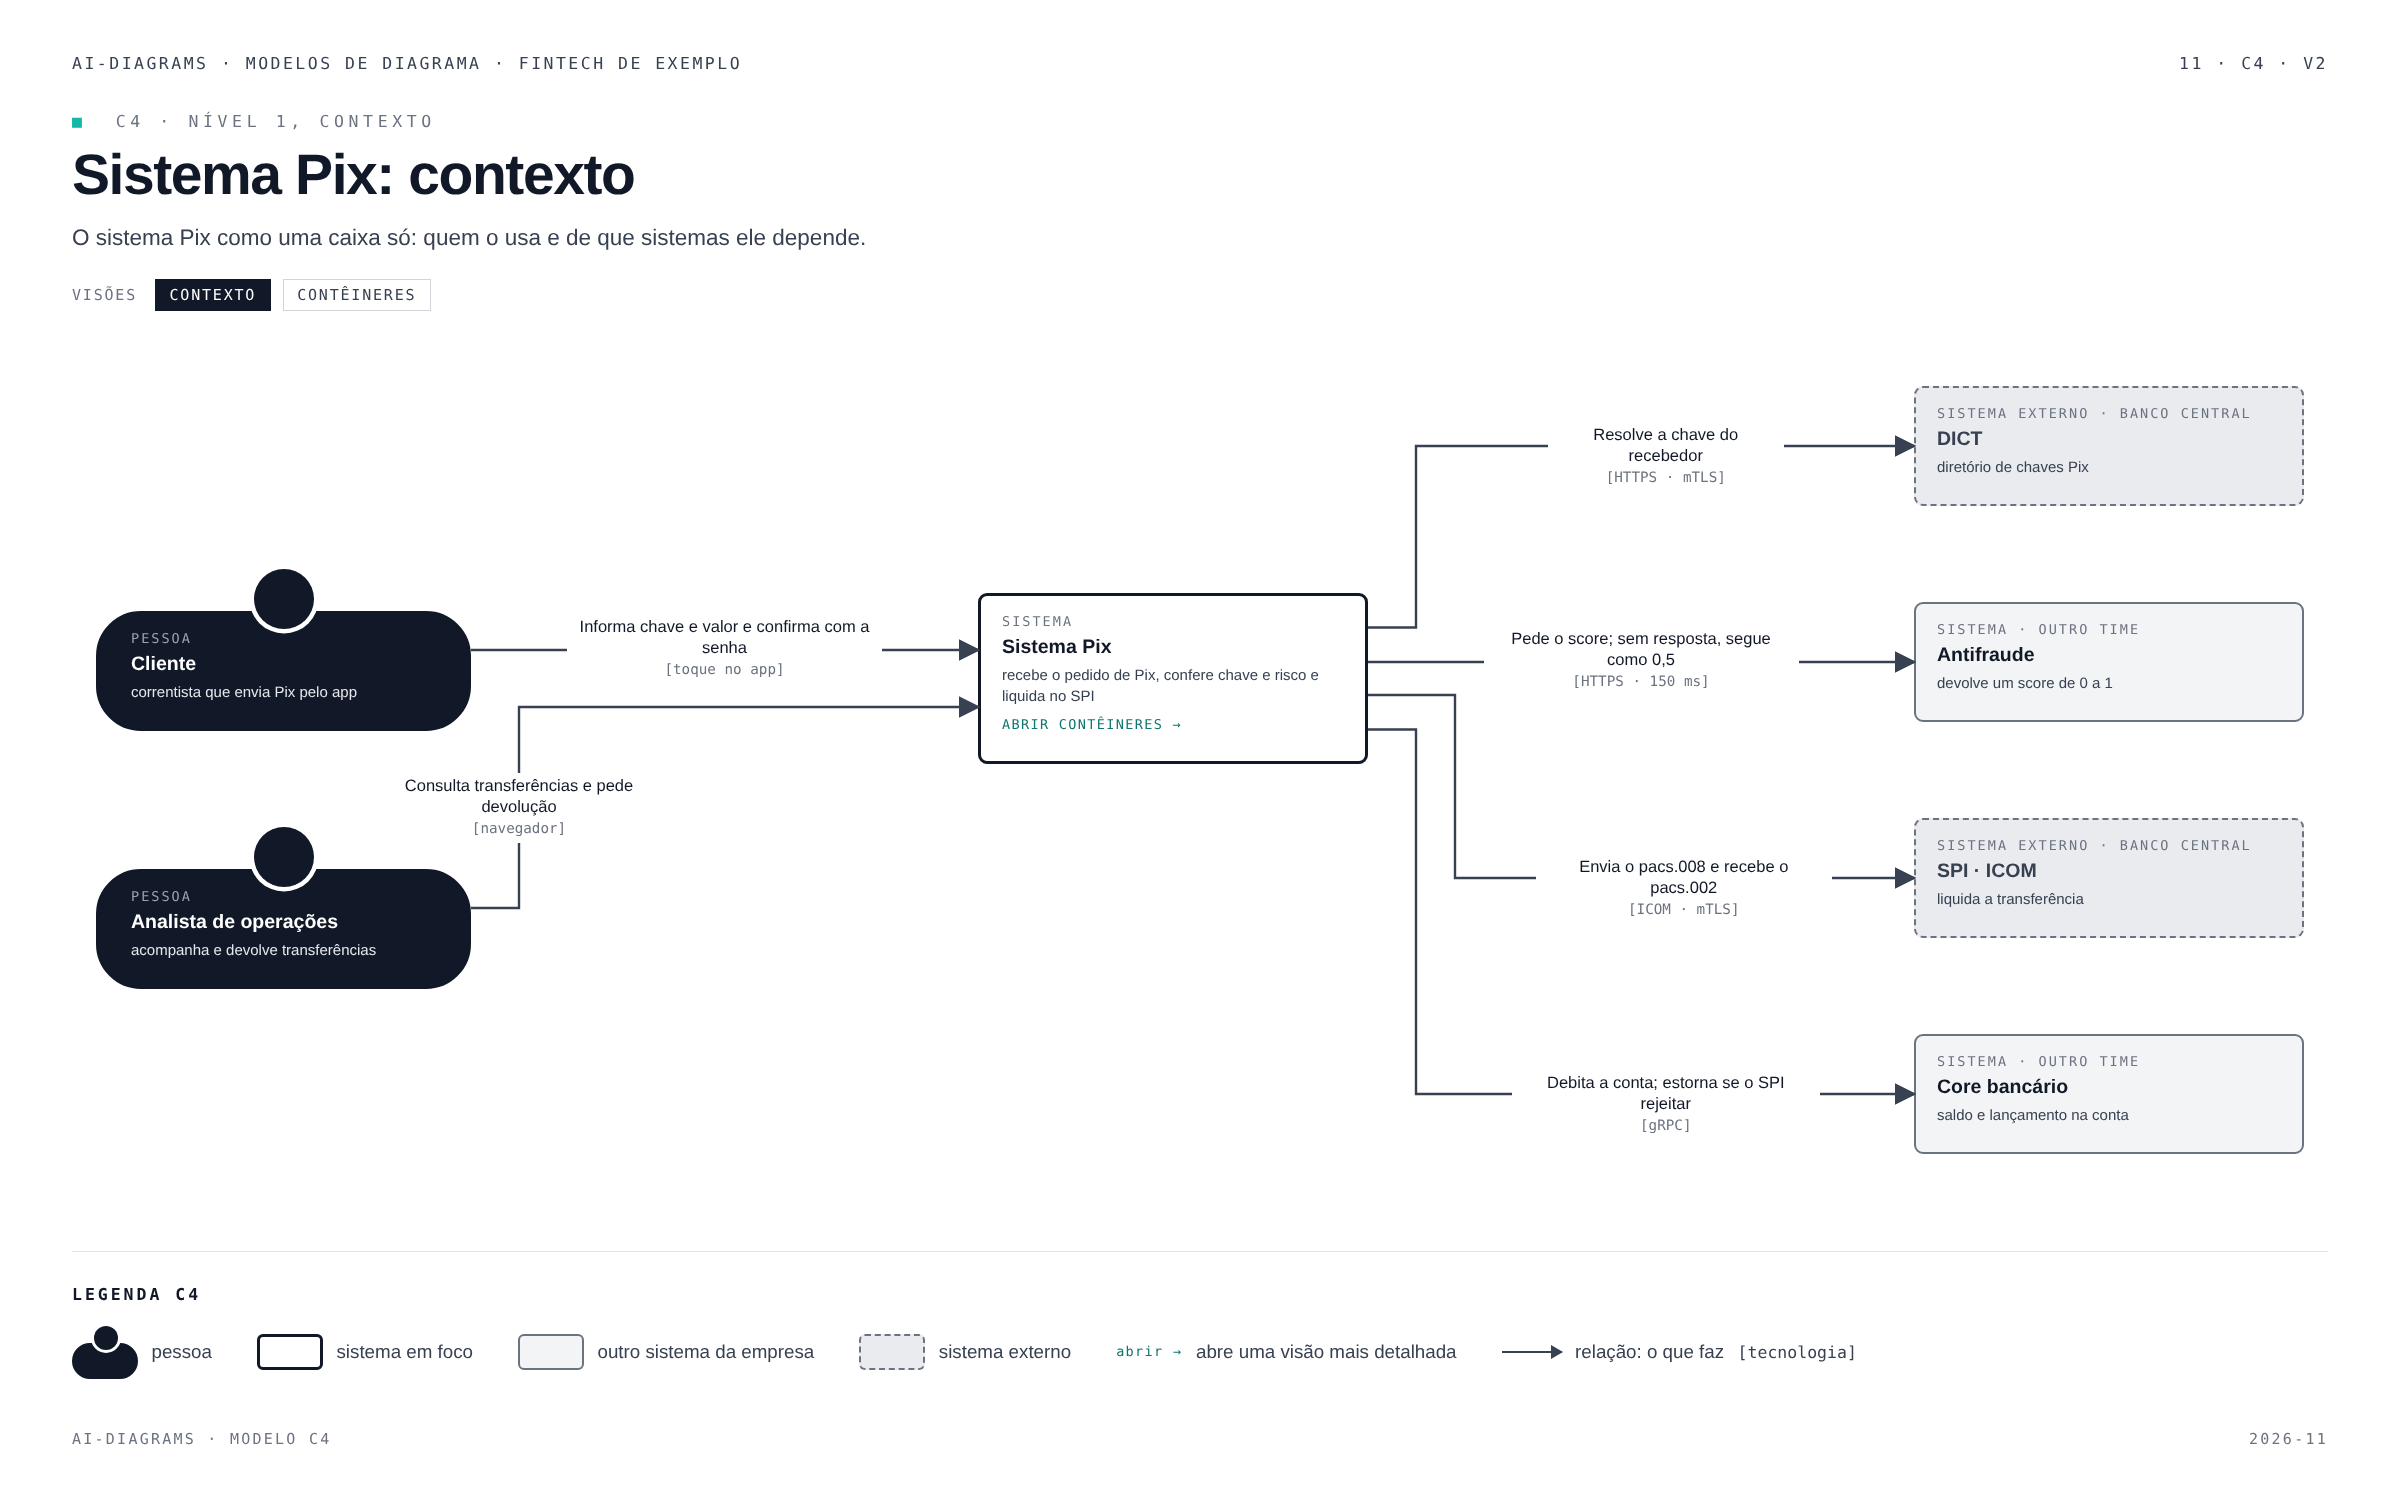 AI-DIAGRAMS · MODELOS DE DIAGRAMA · FINTECH DE EXEMPLO
11 · C4 · V2
C4 · NÍVEL 1, CONTEXTO
Sistema Pix: contexto
O sistema Pix como uma caixa só: quem o usa e de que sistemas ele depende.
VISÕES
CONTEXTO
CONTÊINERES
PESSOA
Cliente
correntista que envia Pix pelo app
Informa chave e valor e confirma com a
senha
[toque no app]
PESSOA
Analista de operações
acompanha e devolve transferências
Consulta transferências e pede
devolução
[navegador]
SISTEMA
Sistema Pix
recebe o pedido de Pix, confere chave e risco e
liquida no SPI
ABRIR CONTÊINERES →
Resolve a chave do
recebedor
[HTTPS · mTLS]
SISTEMA EXTERNO · BANCO CENTRAL
DICT
diretório de chaves Pix
Pede o score; sem resposta, segue
como 0,5
[HTTPS · 150 ms]
SISTEMA · OUTRO TIME
Antifraude
devolve um score de 0 a 1
Envia o pacs.008 e recebe o
pacs.002
[ICOM · mTLS]
SISTEMA EXTERNO · BANCO CENTRAL
SPI · ICOM
liquida a transferência
Debita a conta; estorna se o SPI
rejeitar
[gRPC]
SISTEMA · OUTRO TIME
Core bancário
saldo e lançamento na conta
LEGENDA C4
pessoa
sistema em foco
outro sistema da empresa
sistema externo
abrir → abre uma visão mais detalhada
relação: o que faz [tecnologia]
AI-DIAGRAMS · MODELO C4
2026-11